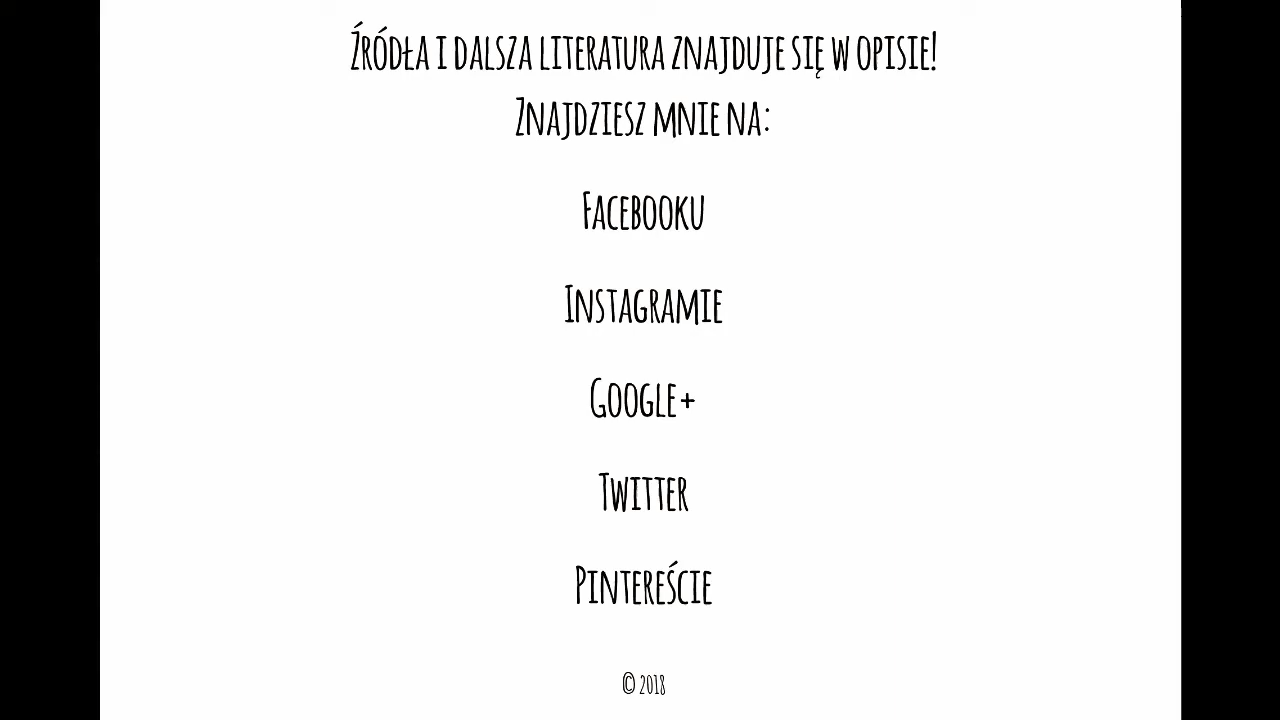 Źródła i dalsza literatura znajduje się w opisie!
Znajdziesz mnie na:
Facebooku
Instagramie
Google+
Twitter
Pintereście
© 2018